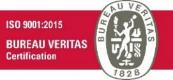 ISO 9001:2015
BUREAU VERITAS
Certification
BUREAU VERITAS
1828